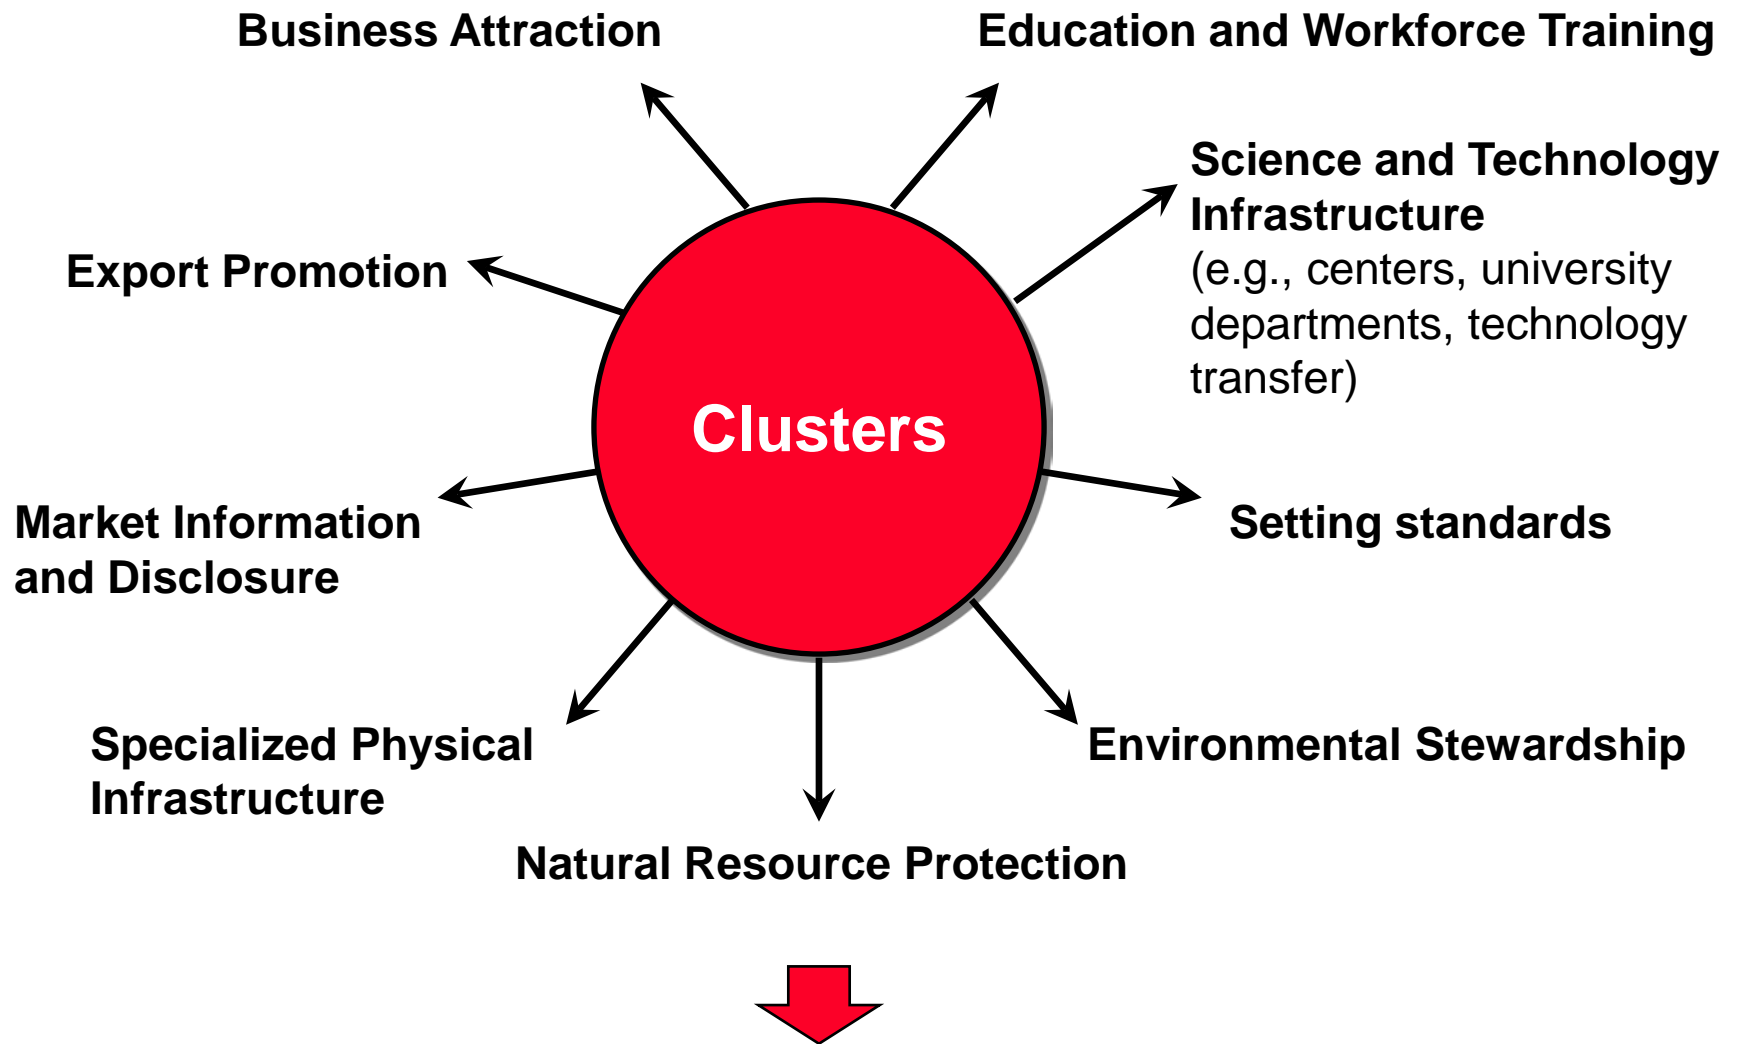 Business Attraction
Education and Workforce Training
Science and Technology
Infrastructure
(e.g., centers, university
departments, technology
transfer)
Export Promotion
Clusters
Market Information
and Disclosure
Setting standards
Specialized Physical
Infrastructure
Environmental Stewardship
Natural Resource Protection